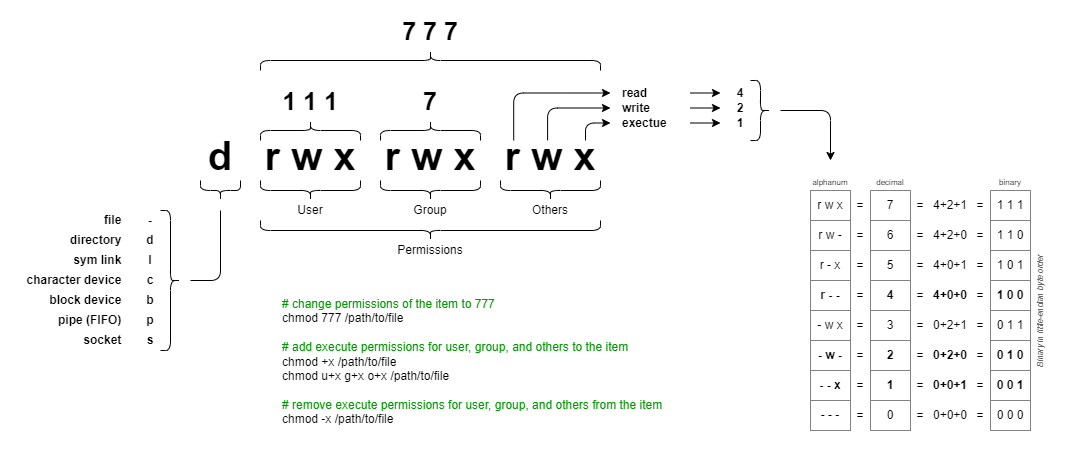 7 7 7
1 1 1
7
read 4
write 2
exectue 1
d r w x r w x r w x
User Group Others
Permissions
file -
directory d
sym link l
character device c
block device b
pipe (FIFO) p
socket s
# change permissions of the item to 777
chmod 777 /path/to/file
# add execute permissions for user, group, and others to the item
chmod +x /path/to/file
chmod u+x g+x o+x /path/to/file
# remove execute permissions for user, group, and others from the item
chmod -x /path/to/file
alphanum decimal binary
r w x = 7 = 4+2+1 = 1 1 1
r w - = 6 = 4+2+0 = 1 1 0
r - x = 5 = 4+0+1 = 1 0 1
r - - = 4 = 4+0+0 = 1 0 0
- w x = 3 = 0+2+1 = 0 1 1
- w - = 2 = 0+2+0 = 0 1 0
- - x = 1 = 0+0+1 = 0 0 1
- - - = 0 = 0+0+0 = 0 0 0
Binary in little-endian byte order